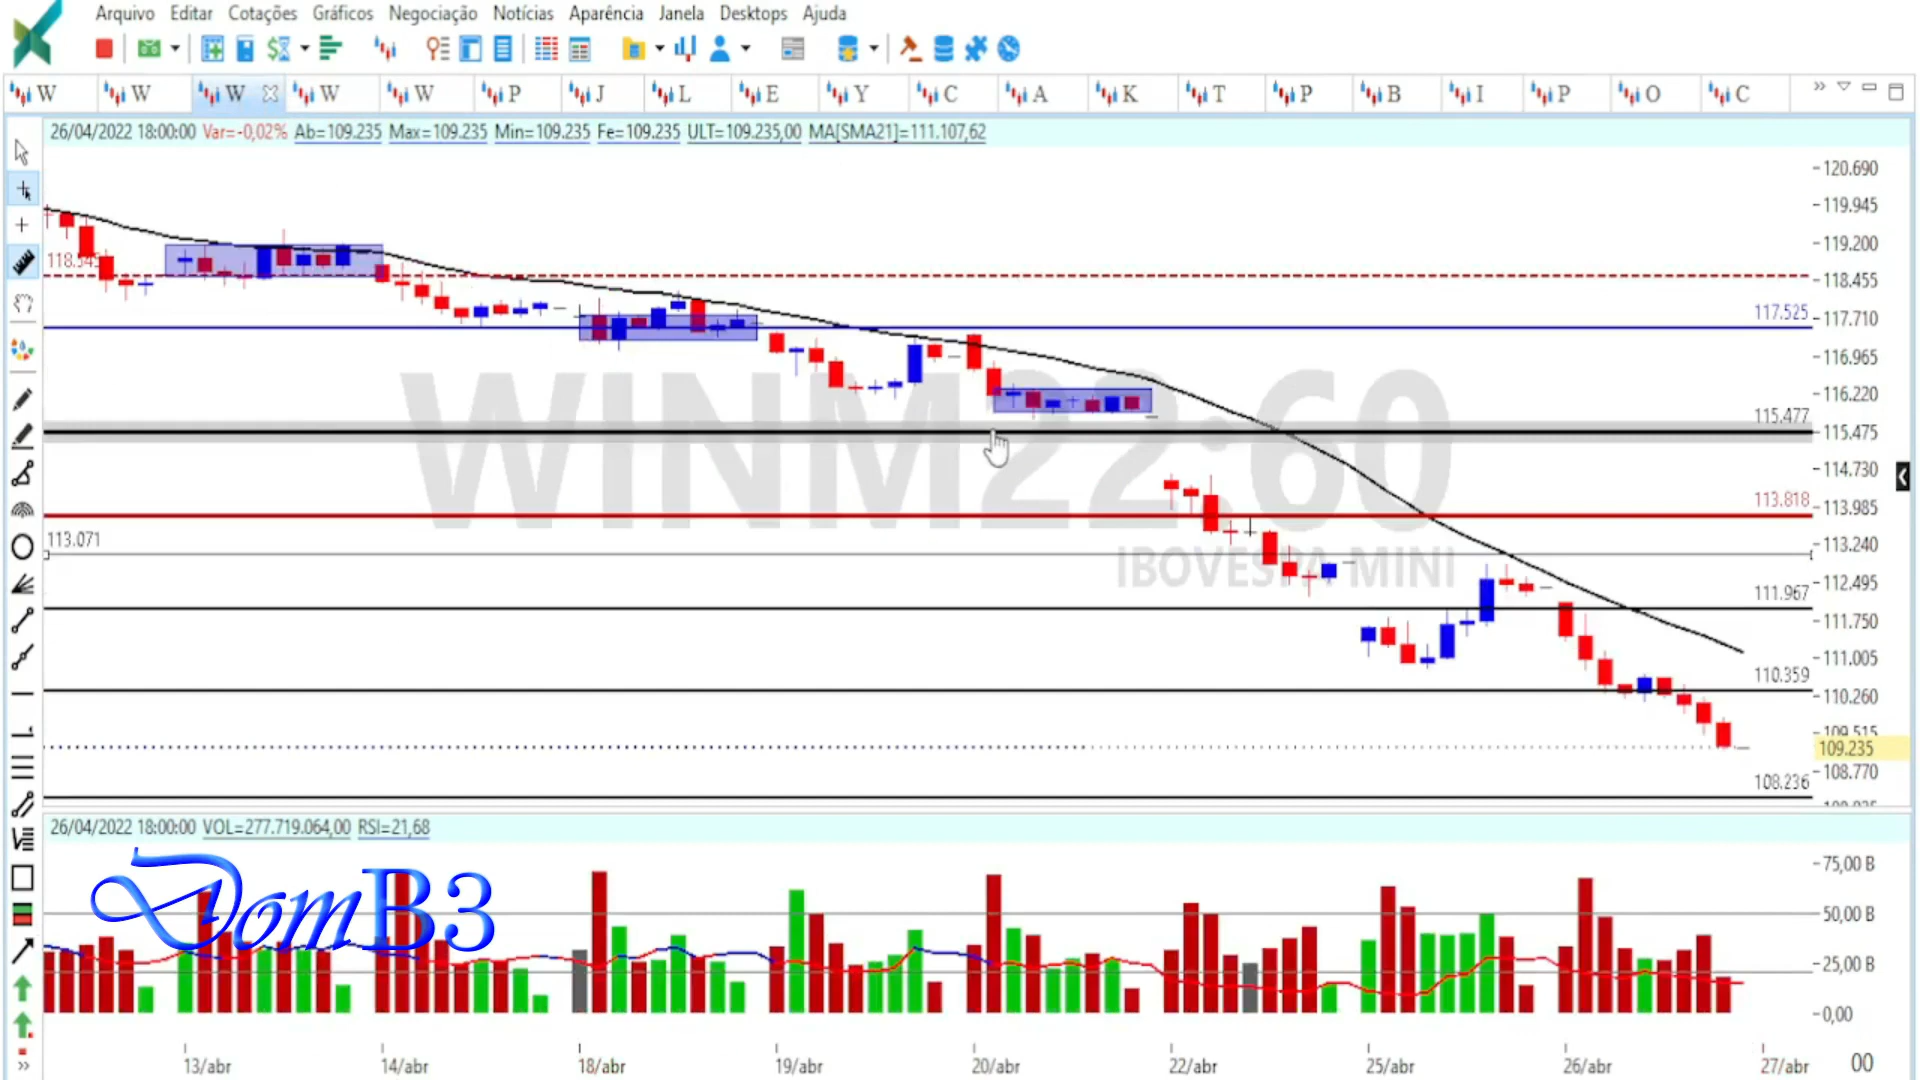 Arquivo Editar Cotações Gráficos Negociação Notícias Aparência Janela Desktops Ajuda
W W W W W P J L E Y C A K T P B I P O C
26/04/2022 18:00:00 Var=-0,02% Ab=109.235 Max=109.235 Min=109.235 Fe=109.235 ULT=109.235,00 MA[SMA21]=111.107,62
120.690
119.945
119.200
118.455
117.525
117.710
116.965
WINM22:60
116.220
115.477
115.475
114.730
113.818
113.985
113.071
113.240
IBOVESPA MINI
112.495
111.967
111.750
111.005
110.359
110.260
109.515
109.235
108.770
108.236
26/04/2022 18:00:00 VOL=277.719.064,00 RSI=21,68
DomB3
75,00 B
50,00 B
25,00 B
0,00
13/abr 14/abr 18/abr 19/abr 20/abr 22/abr 25/abr 26/abr 27/abr 00